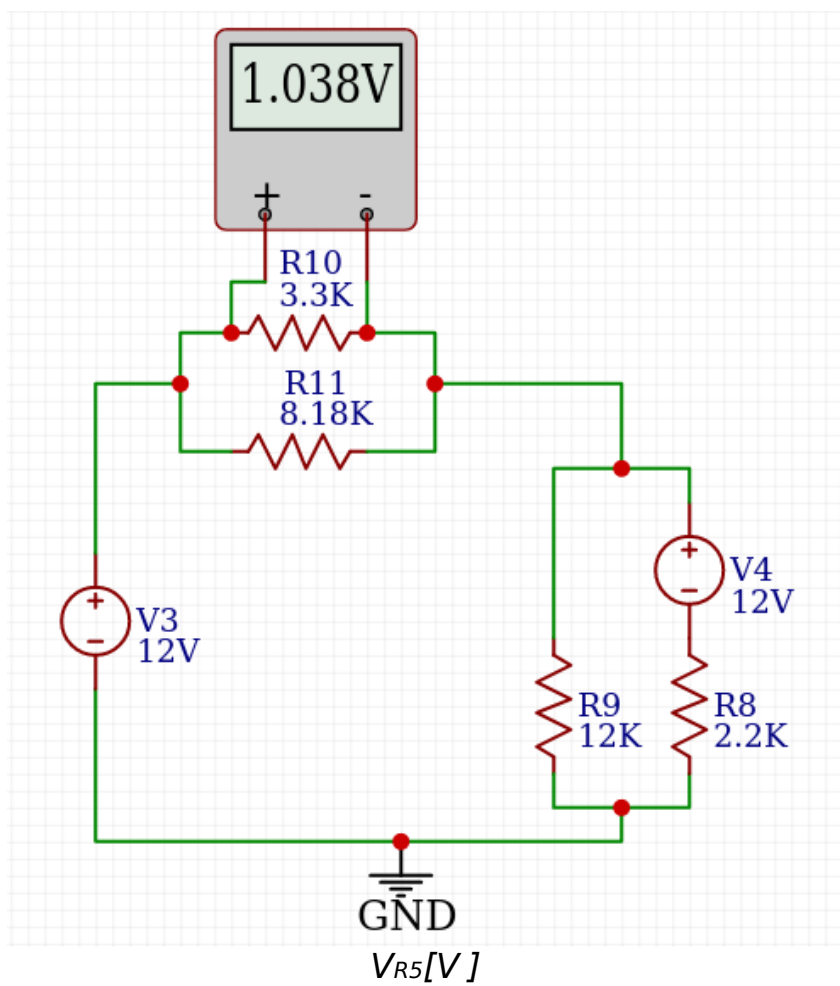 1.038V
+ -
R10
3.3K
R11
8.18K
+
V3
12V
−
+
V4
12V
−
R9
12K
R8
2.2K
GND
VR5[V ]